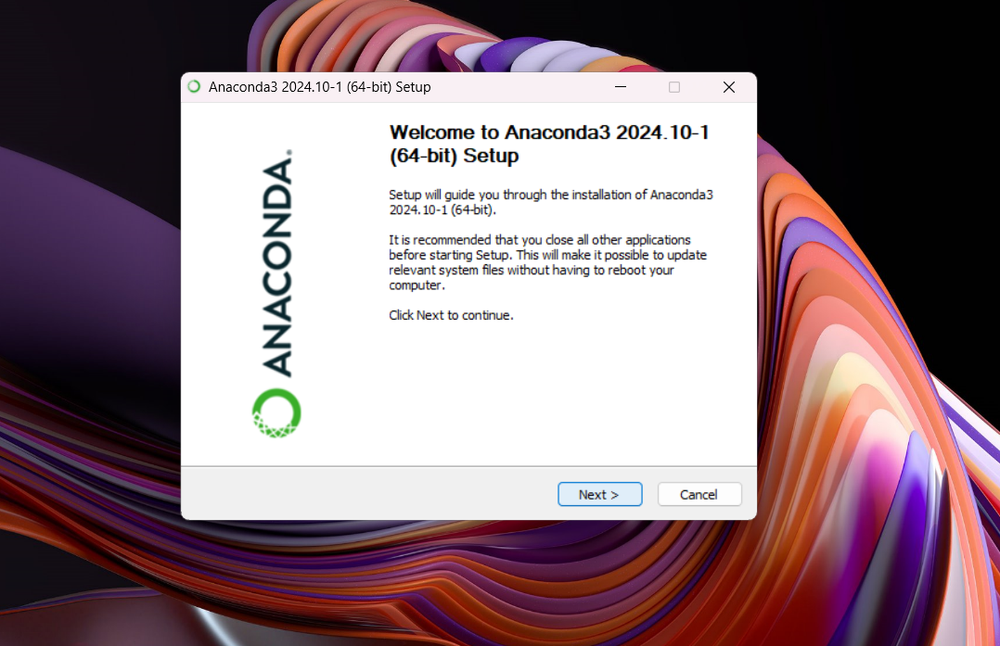 Anaconda3 2024.10-1 (64-bit) Setup
ANACONDA.
Welcome to Anaconda3 2024.10-1
(64-bit) Setup
Setup will guide you through the installation of Anaconda3
2024.10-1 (64-bit).
It is recommended that you close all other applications
before starting Setup. This will make it possible to update
relevant system files without having to reboot your
computer.
Click Next to continue.
Next >
Cancel